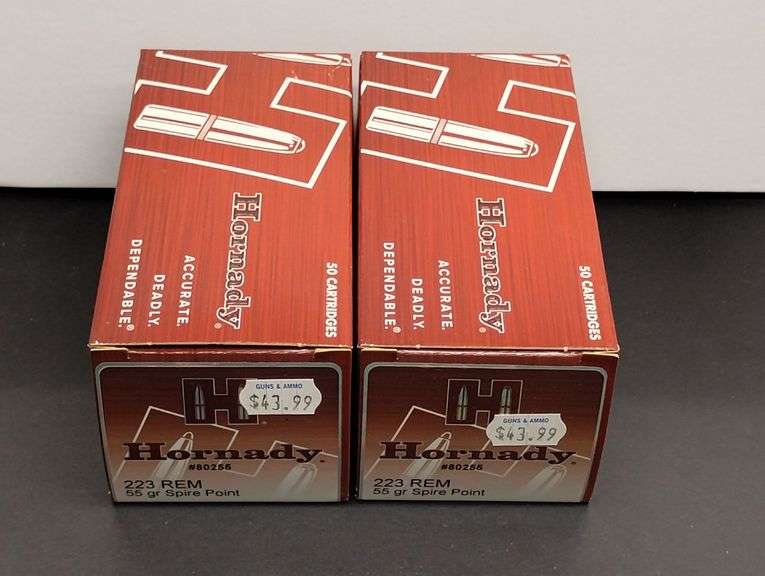 Hornady®
ACCURATE.
DEADLY.
DEPENDABLE.®
50 CARTRIDGES
Hornady®
ACCURATE.
DEADLY.
DEPENDABLE.®
50 CARTRIDGES
H
GUNS & AMMO
$43.99
Hornady®
#80255
223 REM
55 gr Spire Point
H
GUNS & AMMO
$43.99
Hornady®
#80255
223 REM
55 gr Spire Point